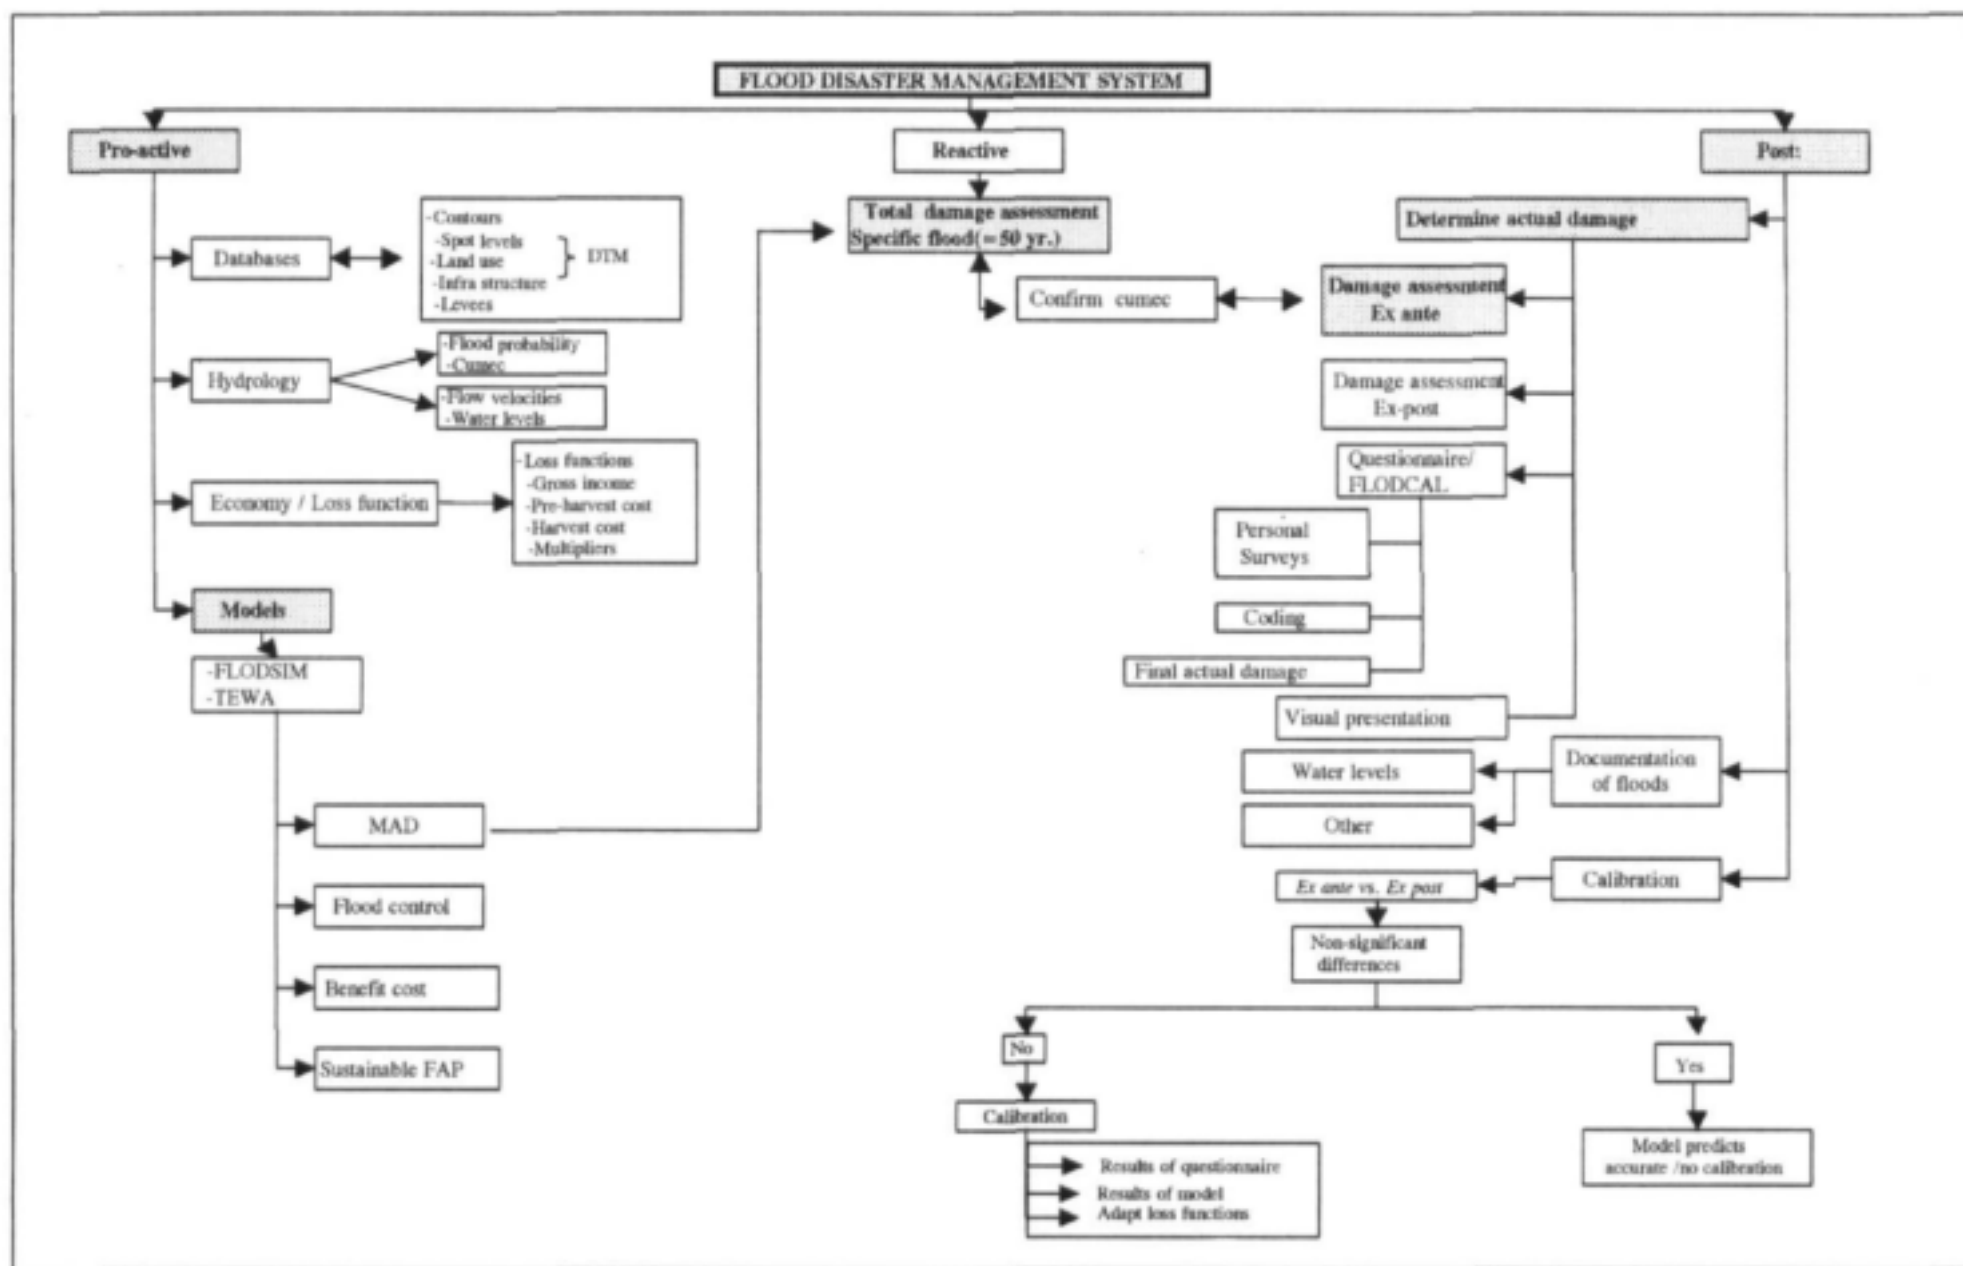 FLOOD DISASTER MANAGEMENT SYSTEM
Pro-active
Reactive
Post:
Databases
-Contours
-Spot levels
-Land use
-Infra structure
-Levees
DTM
Hydrology
-Flood probability
-Cumec
-Flow velocities
-Water levels
Economy / Loss function
-Loss functions
-Gross income
-Pre-harvest cost
-Harvest cost
-Multipliers
Models
-FLODSIM
-TEWA
MAD
Flood control
Benefit cost
Sustainable FAP
Total damage assessment
Specific flood(=50 yr.)
Confirm cumec
Determine actual damage
Damage assessment
Ex ante
Damage assessment
Ex-post
Questionnaire/
FLODCAL
Personal
Surveys
Coding
Final actual damage
Visual presentation
Documentation
of floods
Water levels
Other
Calibration
Ex ante vs. Ex post
Non-significant
differences
No
Yes
Calibration
Results of questionnaire
Results of model
Adapt loss functions
Model predicts
accurate /no calibration